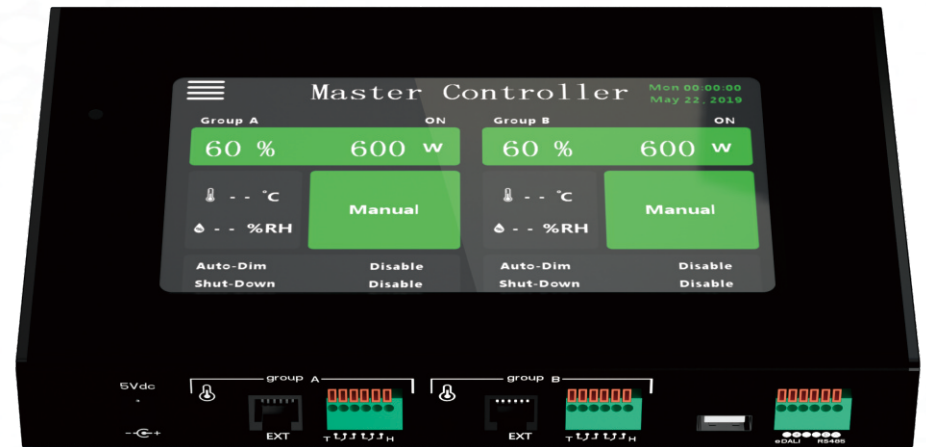 Master Controller
Mon 00:00:00
May 22, 2019
Group A ON
60 % 600 W
- - °C
- - %RH
Manual
Auto-Dim Disable
Shut-Down Disable
Group B ON
60 % 600 W
- - °C
- - %RH
Manual
Auto-Dim Disable
Shut-Down Disable
5Vdc
- +
group A
EXT
T H
group B
EXT
T H
eDALI RS485